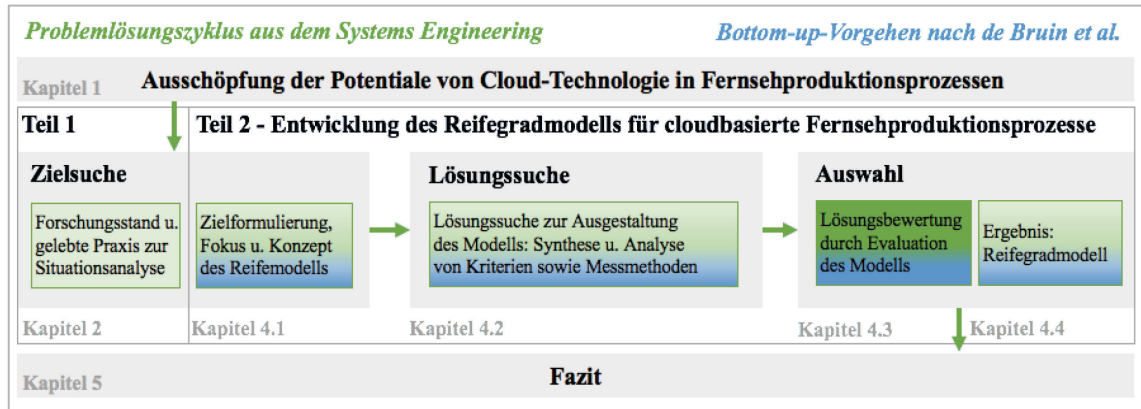 Problemlösungszyklus aus dem Systems Engineering
Bottom-up-Vorgehen nach de Bruin et al.
Kapitel 1
Ausschöpfung der Potentiale von Cloud-Technologie in Fernsehproduktionsprozessen
Teil 1
Teil 2 - Entwicklung des Reifegradmodells für cloudbasierte Fernsehproduktionsprozesse
Zielsuche
Forschungsstand u.
gelebte Praxis zur
Situationsanalyse
Zielformulierung,
Fokus u. Konzept
des Reifemodells
Lösungssuche
Lösungssuche zur Ausgestaltung
des Modells: Synthese u. Analyse
von Kriterien sowie Messmethoden
Auswahl
Lösungsbewertung
durch Evaluation
des Modells
Ergebnis:
Reifegradmodell
Kapitel 2
Kapitel 4.1
Kapitel 4.2
Kapitel 4.3
Kapitel 4.4
Kapitel 5
Fazit